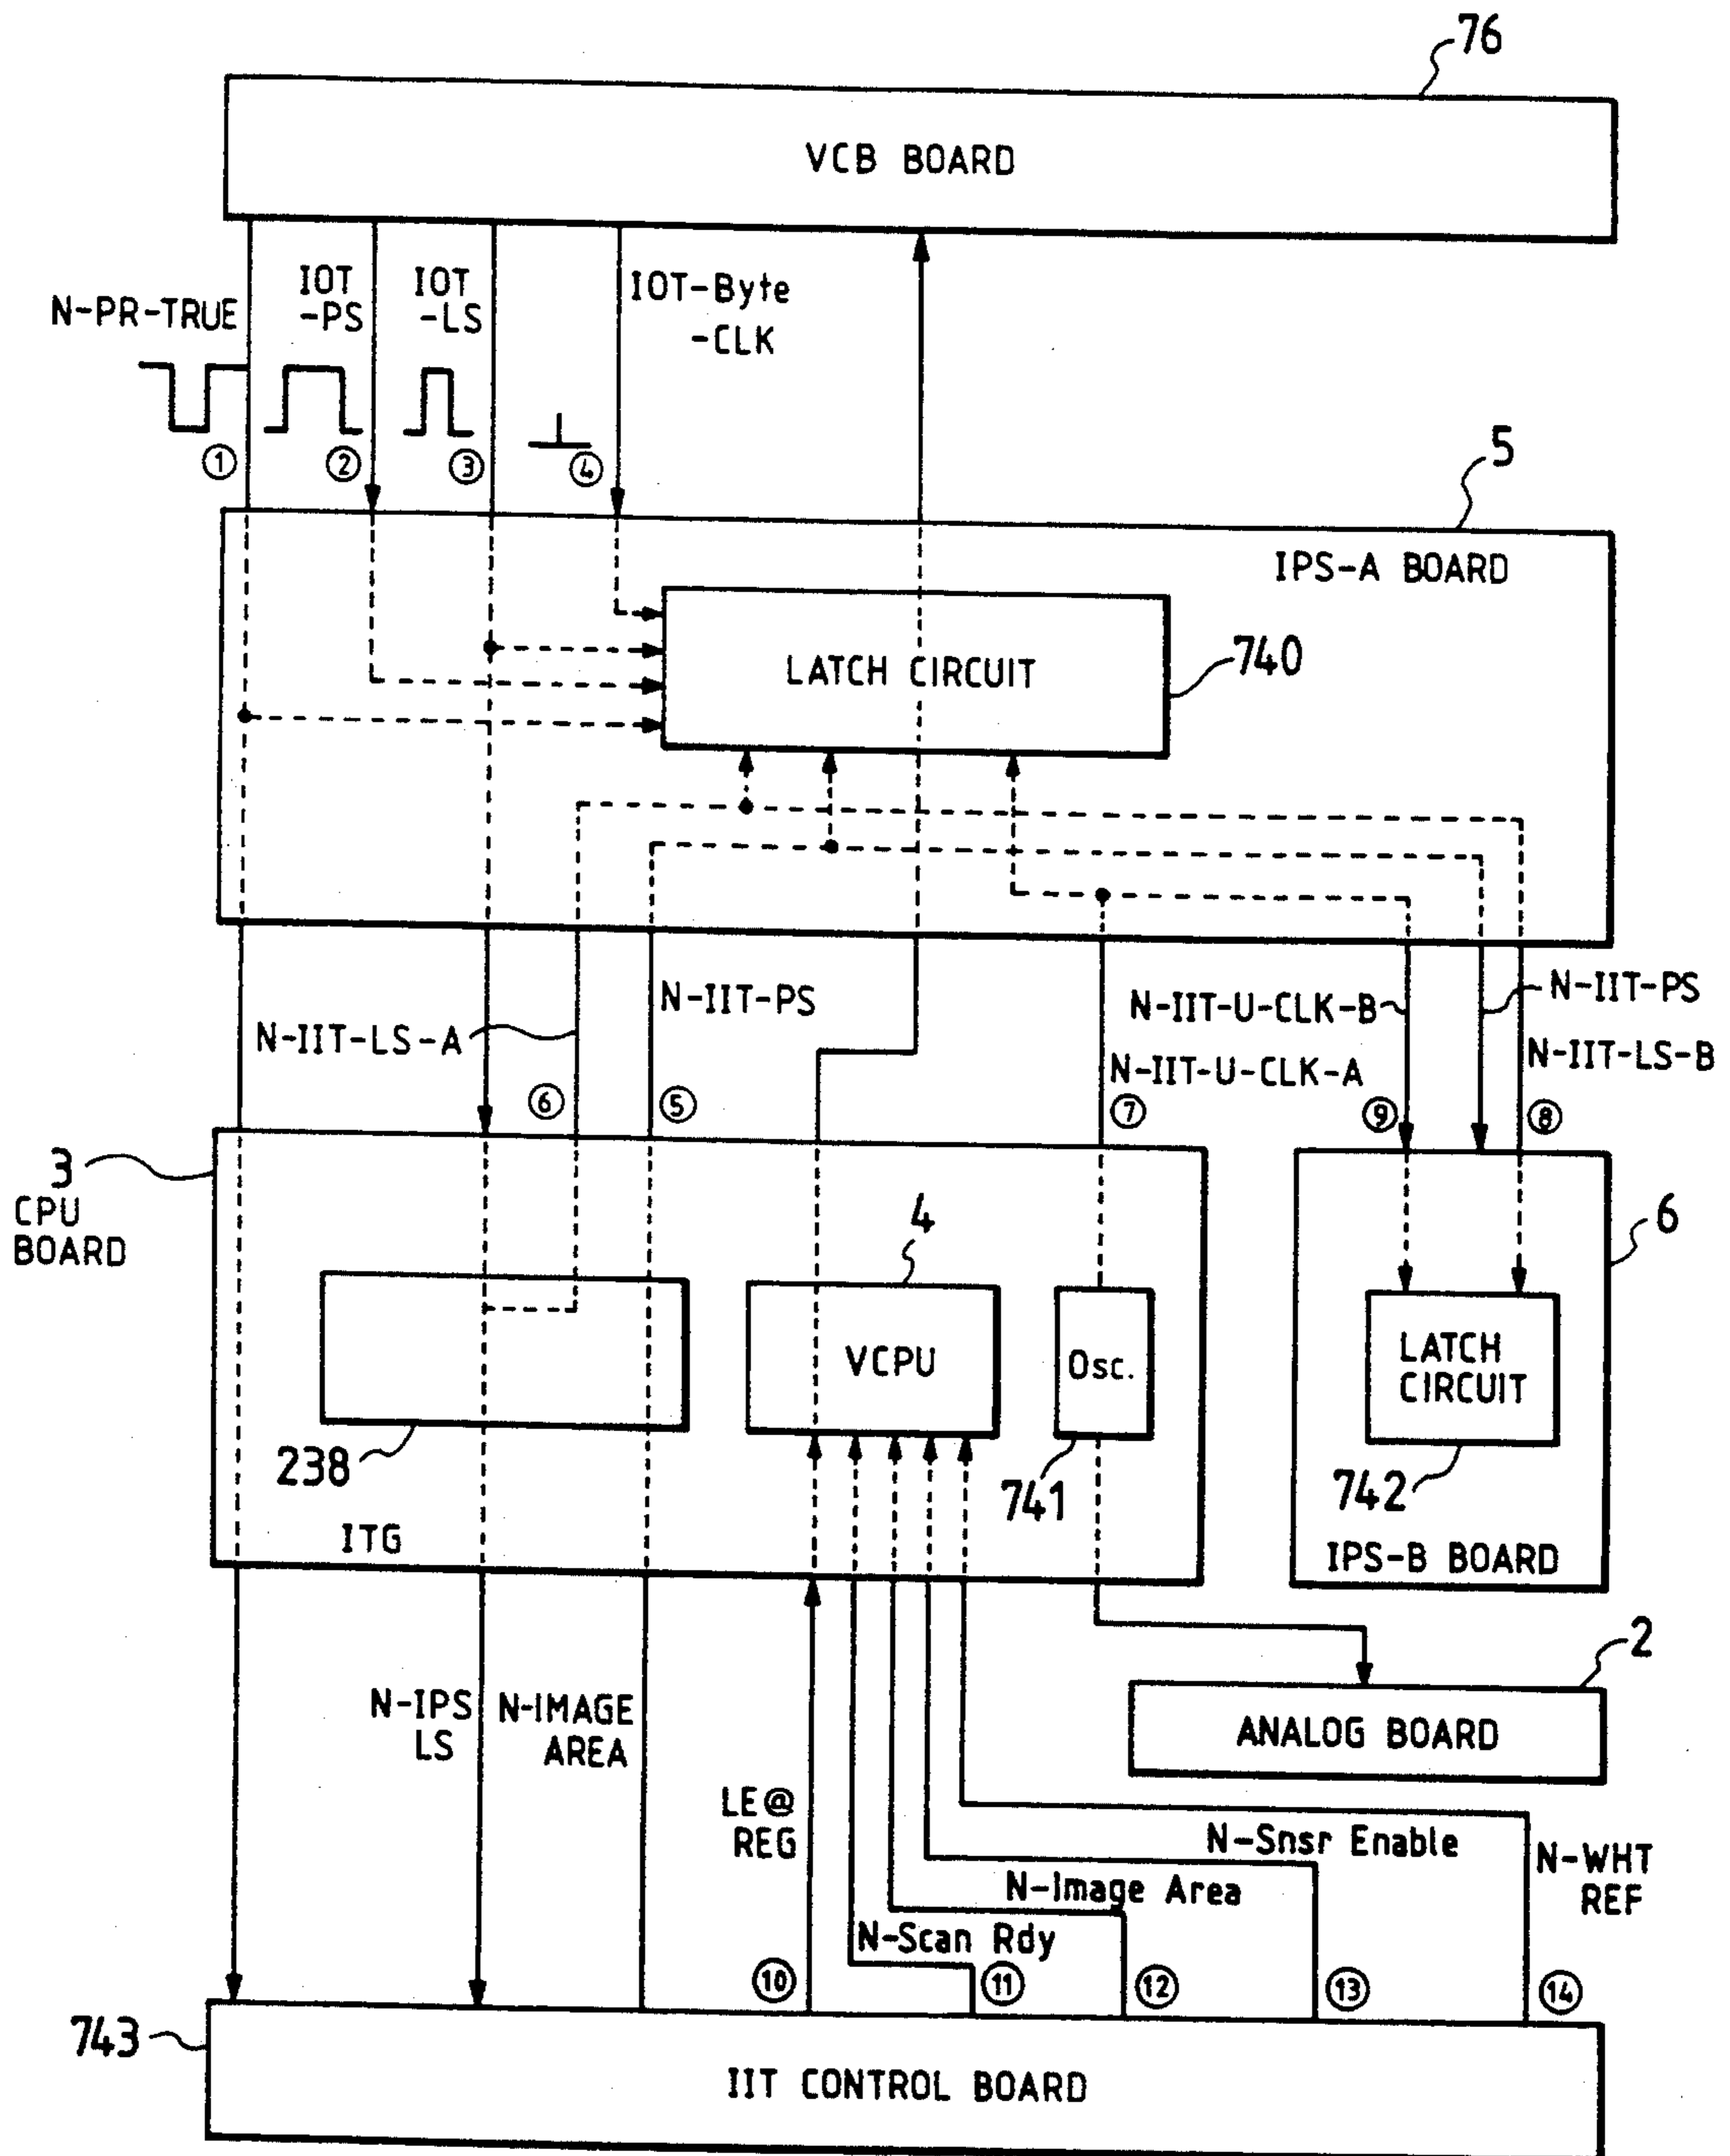 76
VCB BOARD
N-PR-TRUE
IOT
-PS
IOT
-LS
IOT-Byte
-CLK
①
②
③
④
5
IPS-A BOARD
LATCH CIRCUIT
740
N-IIT-LS-A
N-IIT-PS
N-IIT-U-CLK-B
N-IIT-PS
N-IIT-U-CLK-A
N-IIT-LS-B
⑥
⑤
⑦
⑨
⑧
3
CPU
BOARD
4
6
VCPU
Osc.
LATCH
CIRCUIT
238
741
742
ITG
IPS-B BOARD
2
N-IPS
LS
N-IMAGE
AREA
ANALOG BOARD
LE@
REG
N-Snsr Enable
N-WHT
REF
N-Image Area
N-Scan Rdy
⑩
⑪
⑫
⑬
⑭
743
IIT CONTROL BOARD